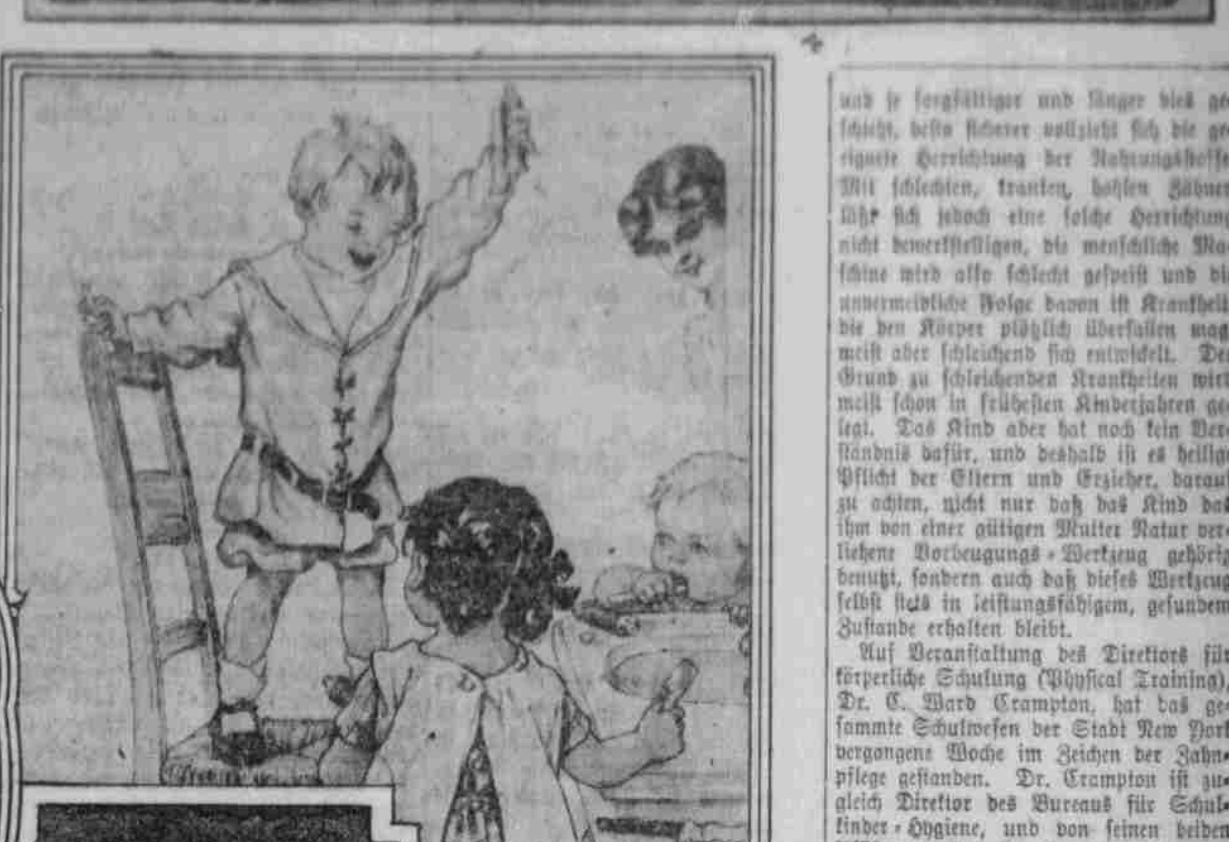 und je sorgfältiger und länger dies ge-
schieht, desto sicherer vollzieht sich die ge-
eignete Herrichtung der Nahrungsstoffe
Mit schlechten, kranken, hohlen Zähne
läßt sich jedoch eine solche Herrichtung
nicht bewerkstelligen, die menschliche Ma-
schine wird also schlecht gespeist und die
unvermeidliche Folge davon ist Krankheit
die den Körper plötzlich überfallen mag
meist aber schleichend sich entwickelt. Der
Grund zu schleichenden Krankheiten wird
meist schon in frühesten Kinderjahren ge-
legt. Das Kind aber hat noch kein Ver-
ständnis dafür, und deshalb ist es heilige
Pflicht der Eltern und Erzieher, darauf
zu achten, nicht nur daß das Kind das
ihm von einer gütigen Mutter Natur ver-
liehene Vorbeugungs-Werkzeug gehörig
benutzt, sondern auch daß dieses Werkzeug
selbst stets in leistungsfähigem, gesunden
Zustande erhalten bleibt.
Auf Veranstaltung des Direktors für
körperliche Schulung (Physical Training),
Dr. C. Ward Crampton, hat das ge-
sammte Schulwesen der Stadt New York
vergangene Woche im Zeichen der Zahn-
pflege gestanden. Dr. Crampton ist zu-
gleich Direktor des Bureaus für Schul-
kinder-Hygiene, und von seinen beiden